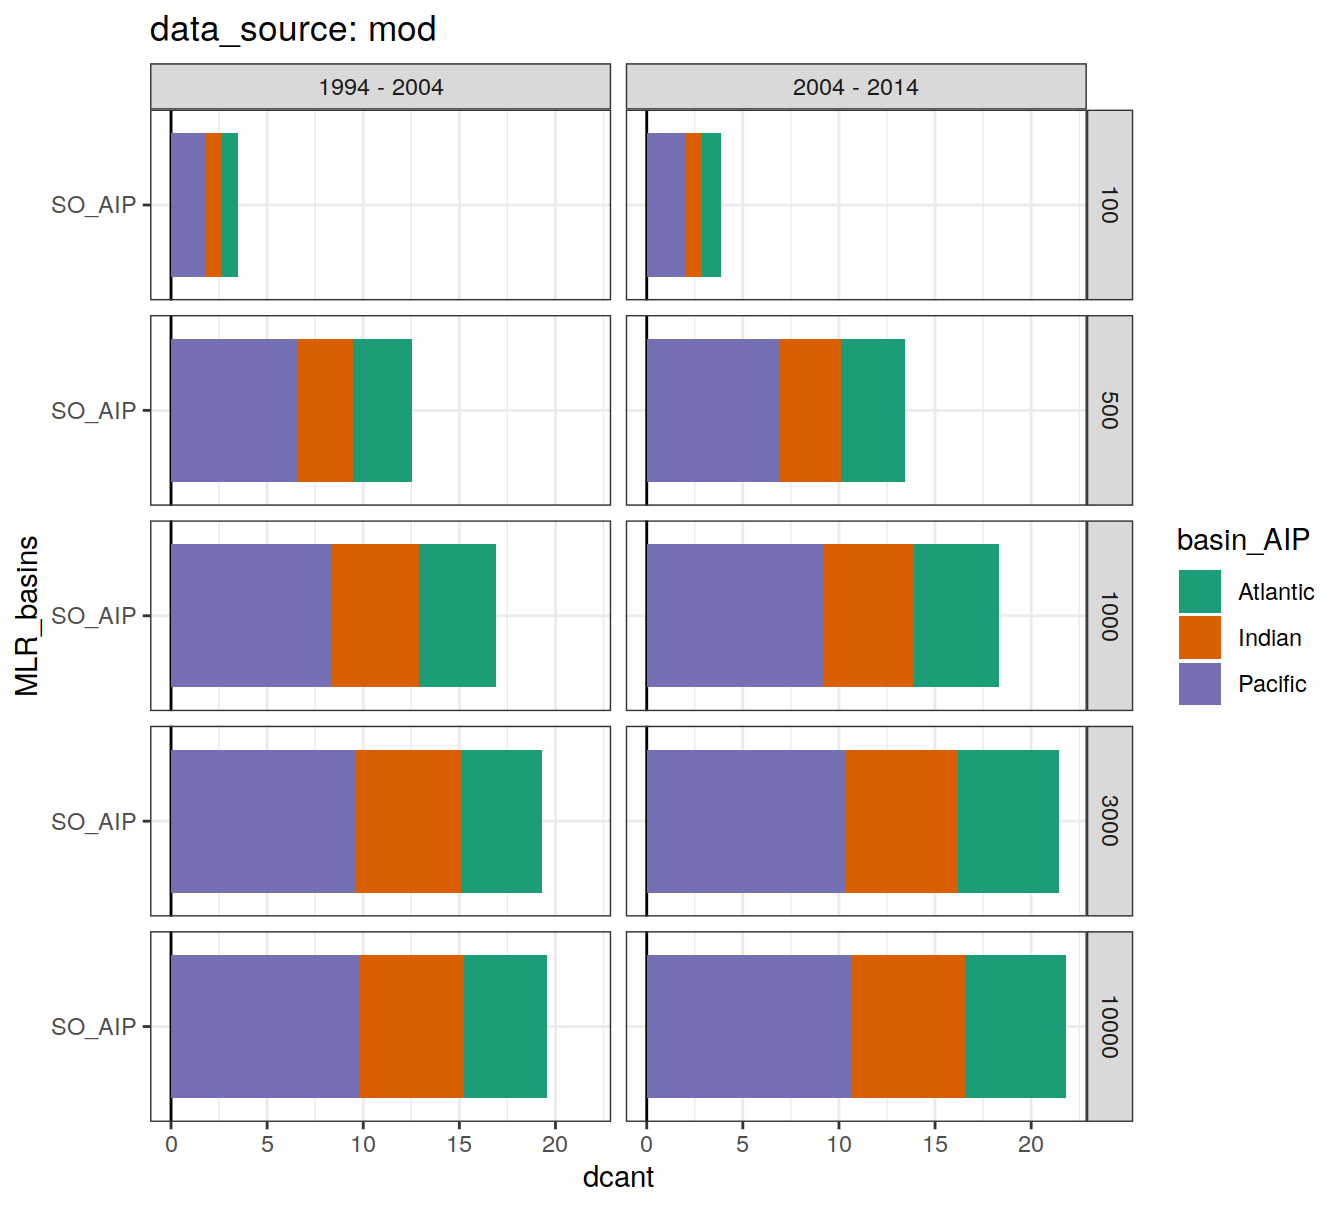 data_source: mod
1994 - 2004
2004 - 2014
SO_AIP
100
SO_AIP
500
SO_AIP
1000
SO_AIP
3000
SO_AIP
10000
MLR_basins
0 5 10 15 20
0 5 10 15 20
dcant
basin_AIP
Atlantic
Indian
Pacific